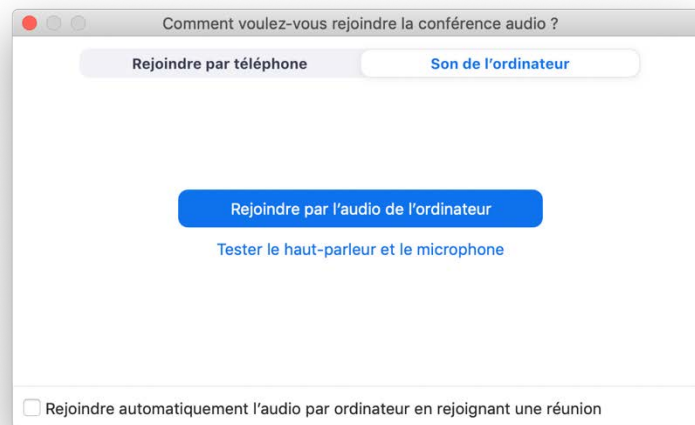 Comment voulez-vous rejoindre la conférence audio ?
Rejoindre par téléphone
Son de l’ordinateur
Rejoindre par l’audio de l’ordinateur
Tester le haut-parleur et le microphone
Rejoindre automatiquement l’audio par ordinateur en rejoignant une réunion